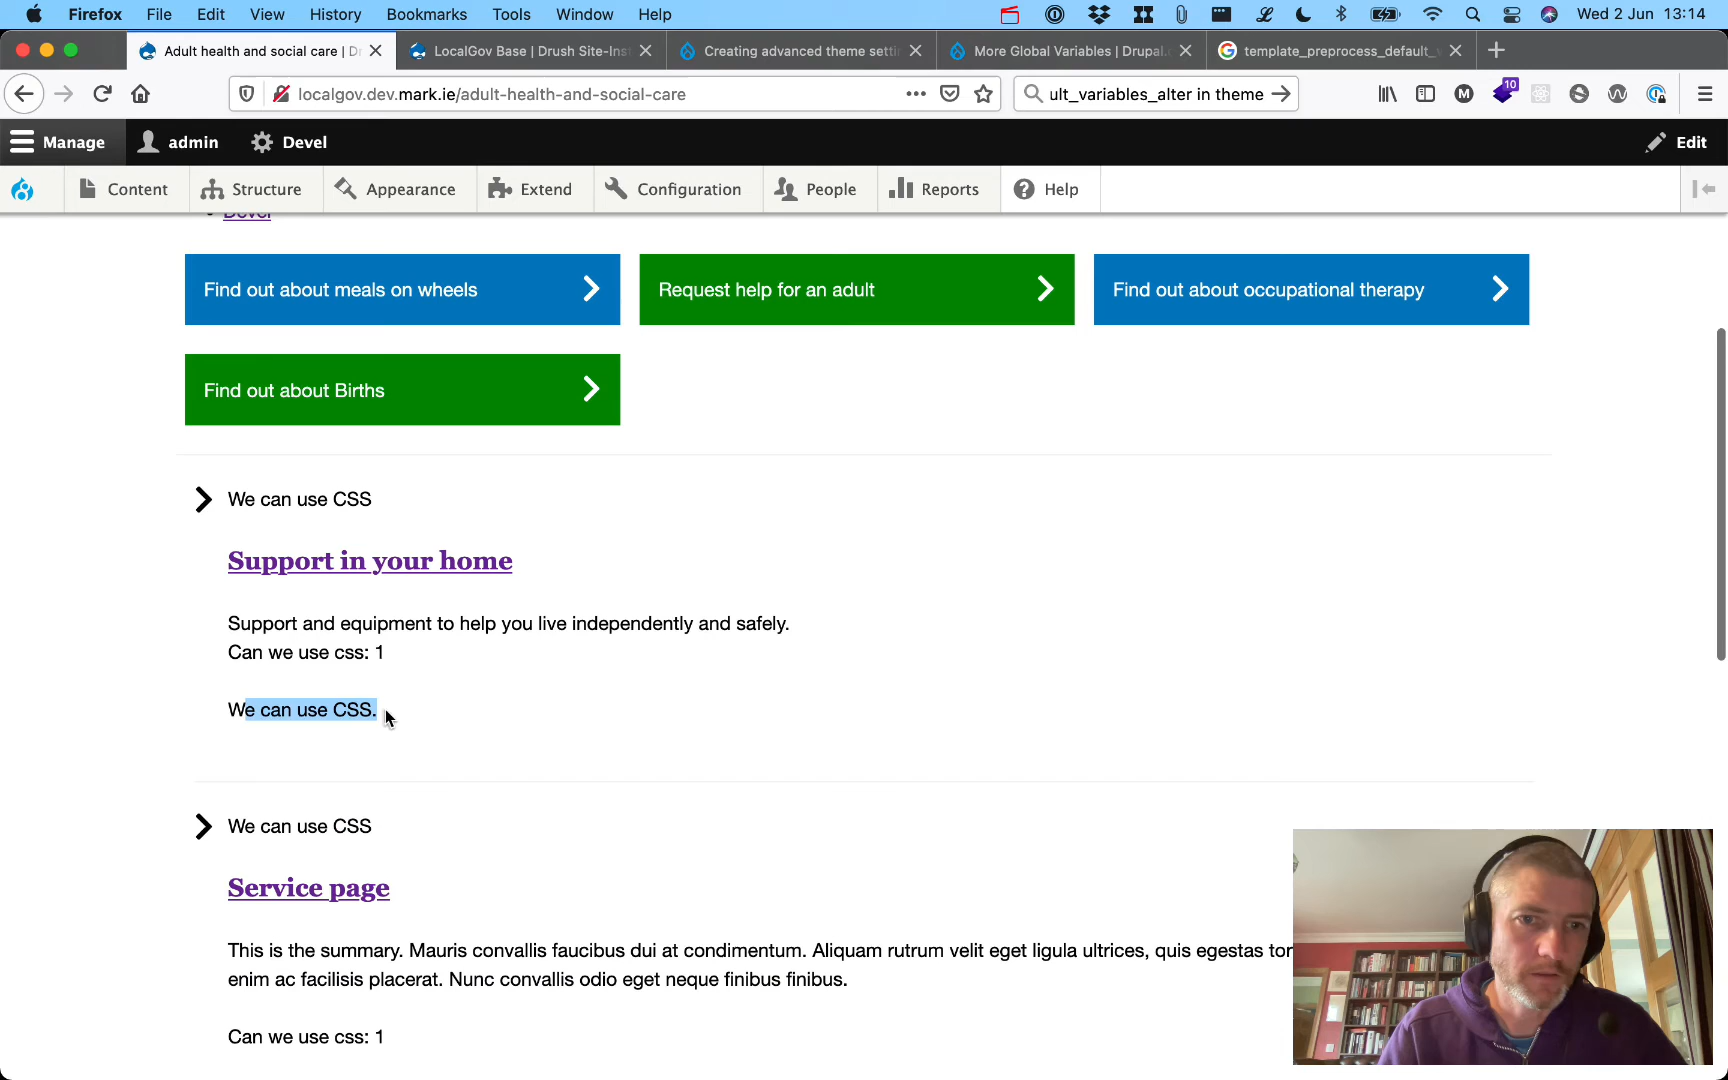 Firefox File Edit View History Bookmarks Tools Window Help Wed 2 Jun 13:14
Adult health and social care | Dr LocalGov Base | Drush Site-Ins Creating advanced theme setti More Global Variables | Drupal. template_preprocess_default_
localgov.dev.mark.ie/adult-health-and-social-care ult_variables_alter in theme 10
Manage admin Devel Edit
Content Structure Appearance Extend Configuration People Reports Help
Devel
Find out about meals on wheels Request help for an adult Find out about occupational therapy
Find out about Births
We can use CSS
Support in your home
Support and equipment to help you live independently and safely.
Can we use css: 1
We can use CSS.
We can use CSS
Service page
This is the summary. Mauris convallis faucibus dui at condimentum. Aliquam rutrum velit eget ligula ultrices, quis egestas tor
enim ac facilisis placerat. Nunc convallis odio eget neque finibus finibus.
Can we use css: 1